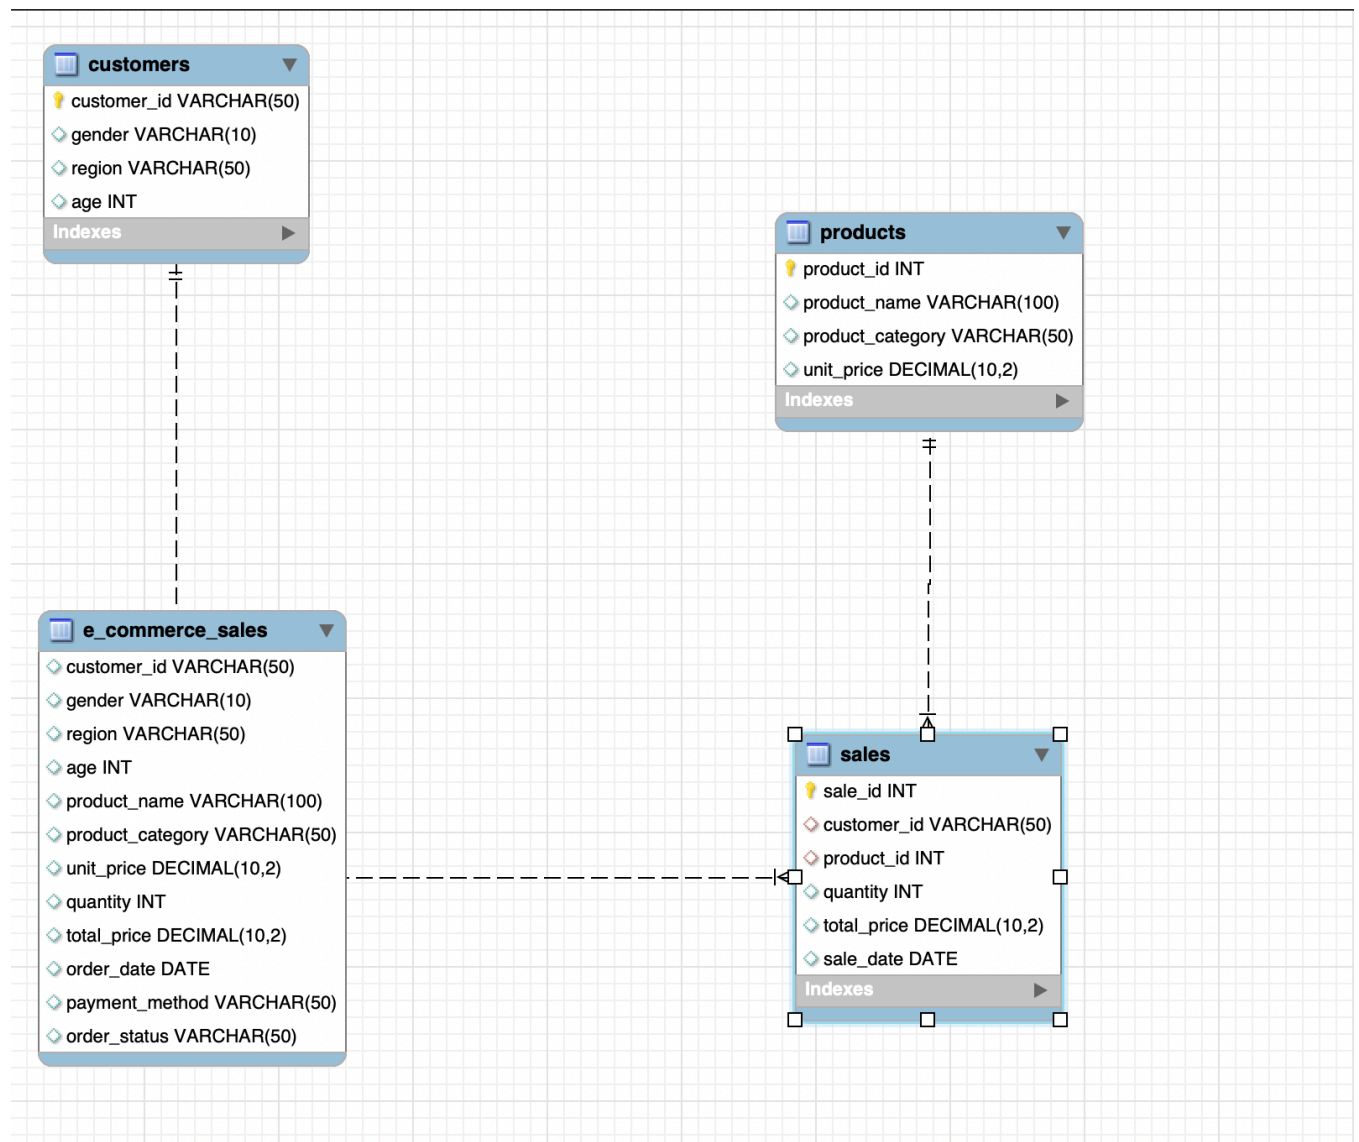 customers
customer_id VARCHAR(50)
gender VARCHAR(10)
region VARCHAR(50)
age INT
Indexes
products
product_id INT
product_name VARCHAR(100)
product_category VARCHAR(50)
unit_price DECIMAL(10,2)
Indexes
e_commerce_sales
customer_id VARCHAR(50)
gender VARCHAR(10)
region VARCHAR(50)
age INT
product_name VARCHAR(100)
product_category VARCHAR(50)
unit_price DECIMAL(10,2)
quantity INT
total_price DECIMAL(10,2)
order_date DATE
payment_method VARCHAR(50)
order_status VARCHAR(50)
sales
sale_id INT
customer_id VARCHAR(50)
product_id INT
quantity INT
total_price DECIMAL(10,2)
sale_date DATE
Indexes